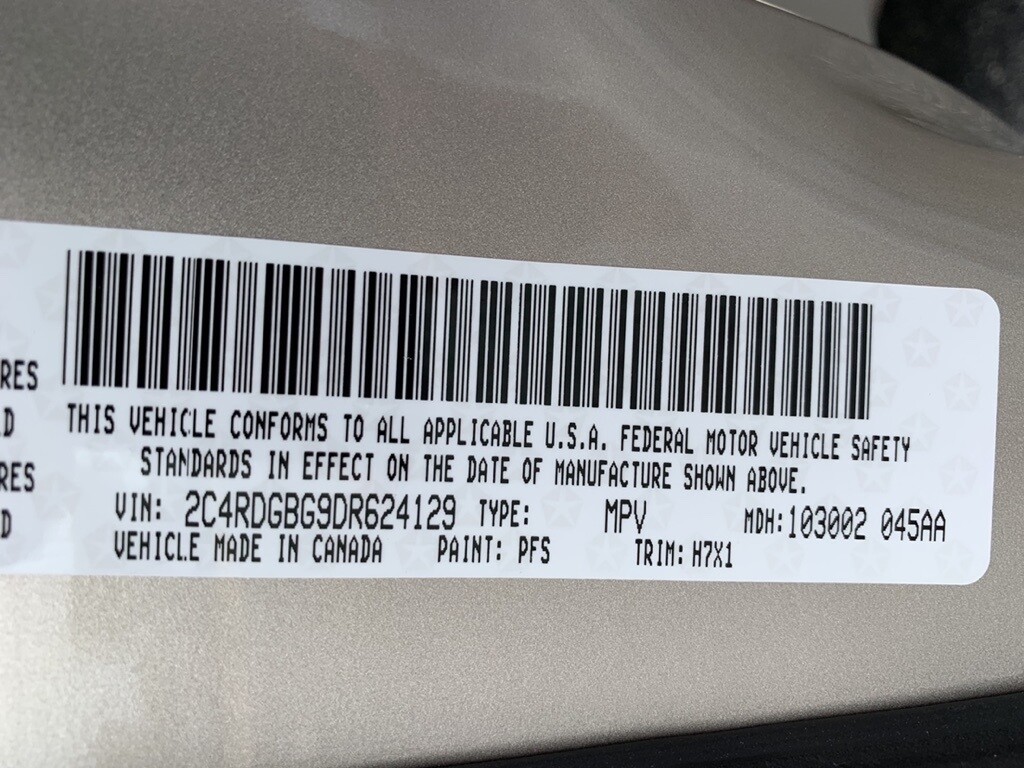 RES
D
RES
D
THIS VEHICLE CONFORMS TO ALL APPLICABLE U.S.A. FEDERAL MOTOR VEHICLE SAFETY
STANDARDS IN EFFECT ON THE DATE OF MANUFACTURE SHOWN ABOVE.
VIN: 2C4RDGBG9DR624129 TYPE: MPV MDH:103002 045AA
VEHICLE MADE IN CANADA PAINT: PFS TRIM: H7X1